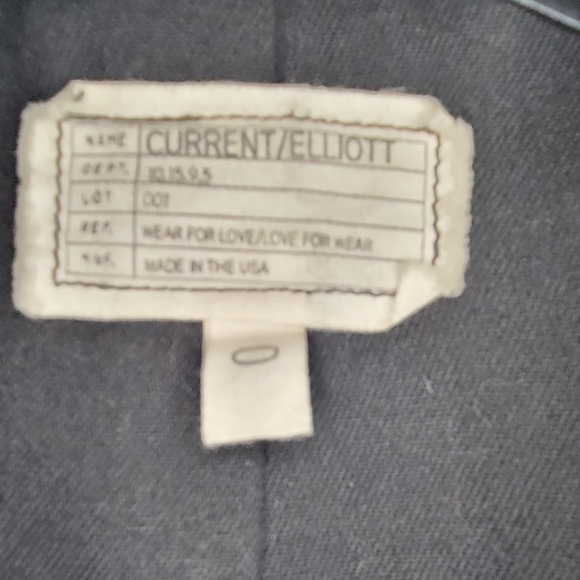 NAME CURRENT/ELLIOTT
DEPT. 10.15.9.5
LOT 001
REF. WEAR FOR LOVE/LOVE FOR WEAR
MADE IN THE USA
0